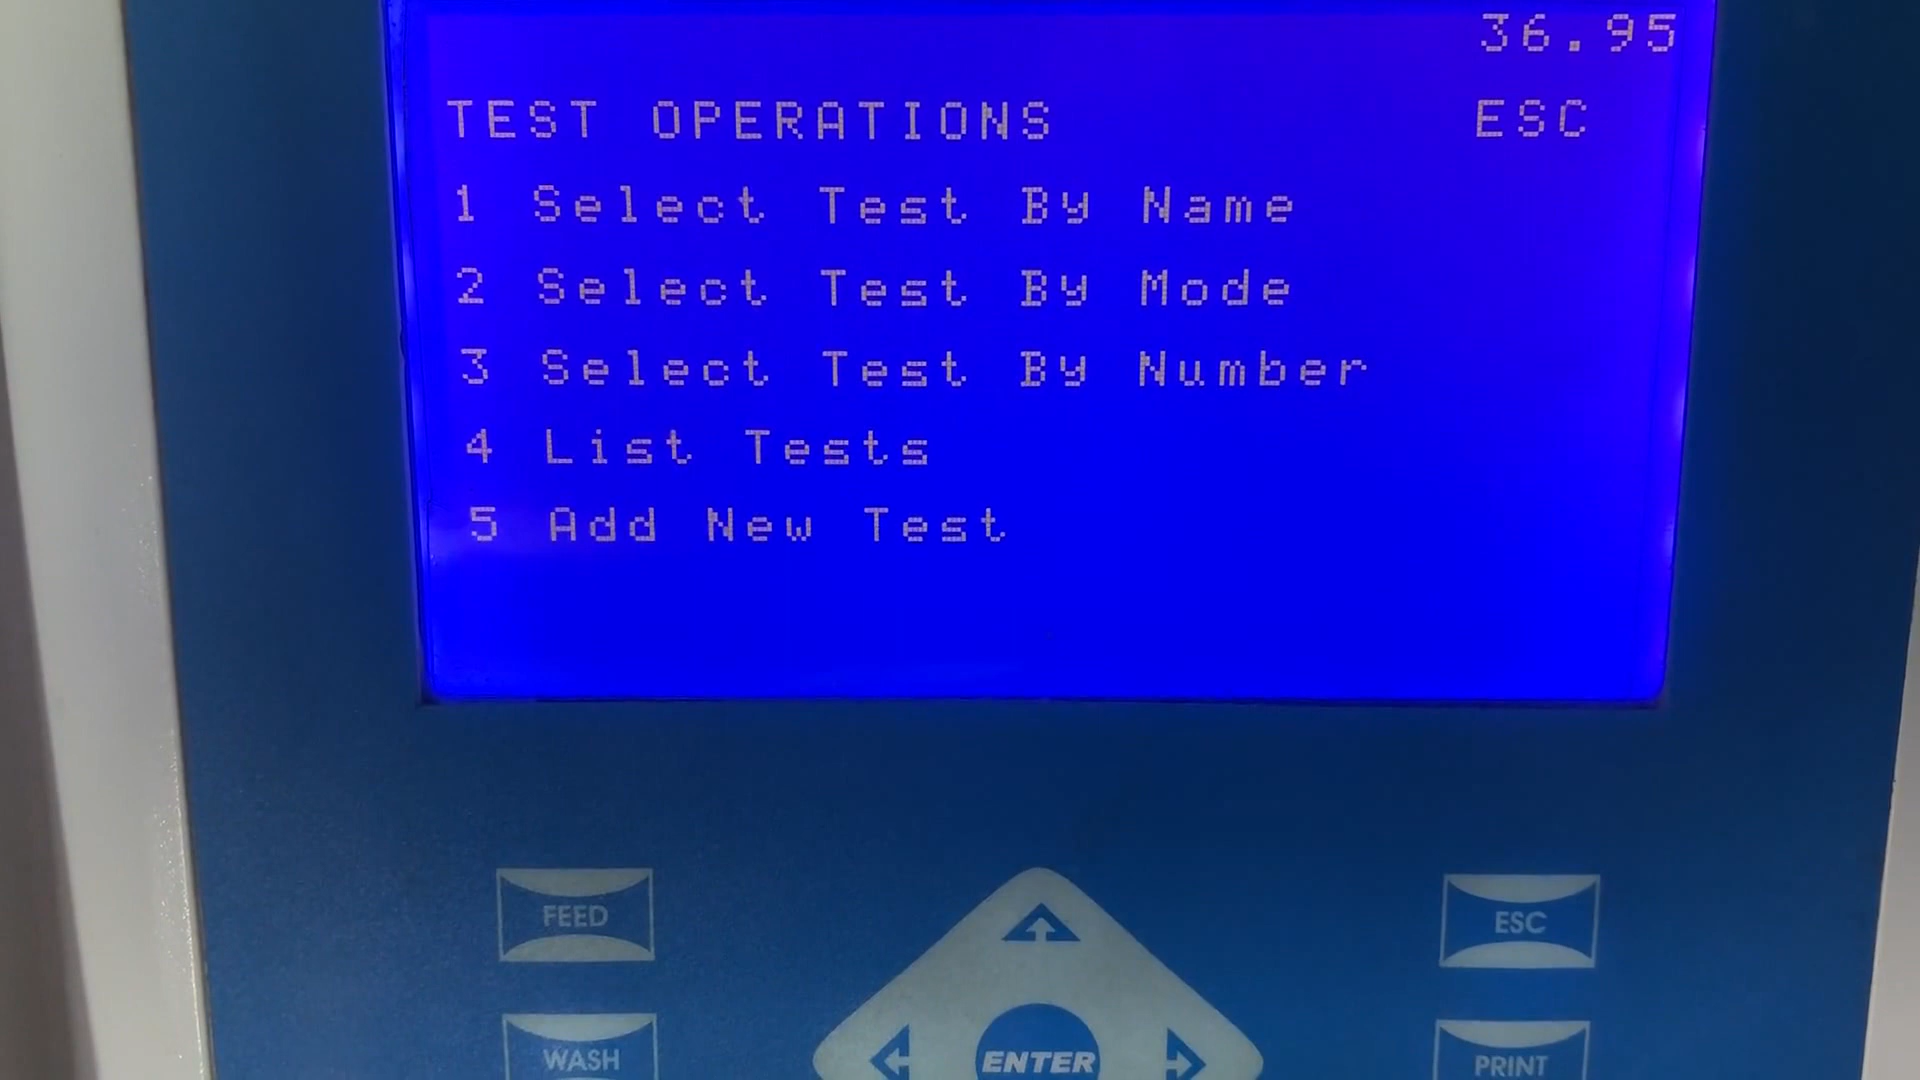 36.95
TEST OPERATIONS ESC
1 Select Test By Name
2 Select Test By Mode
3 Select Test By Number
4 List Tests
5 Add New Test
FEED ESC
WASH ENTER PRINT